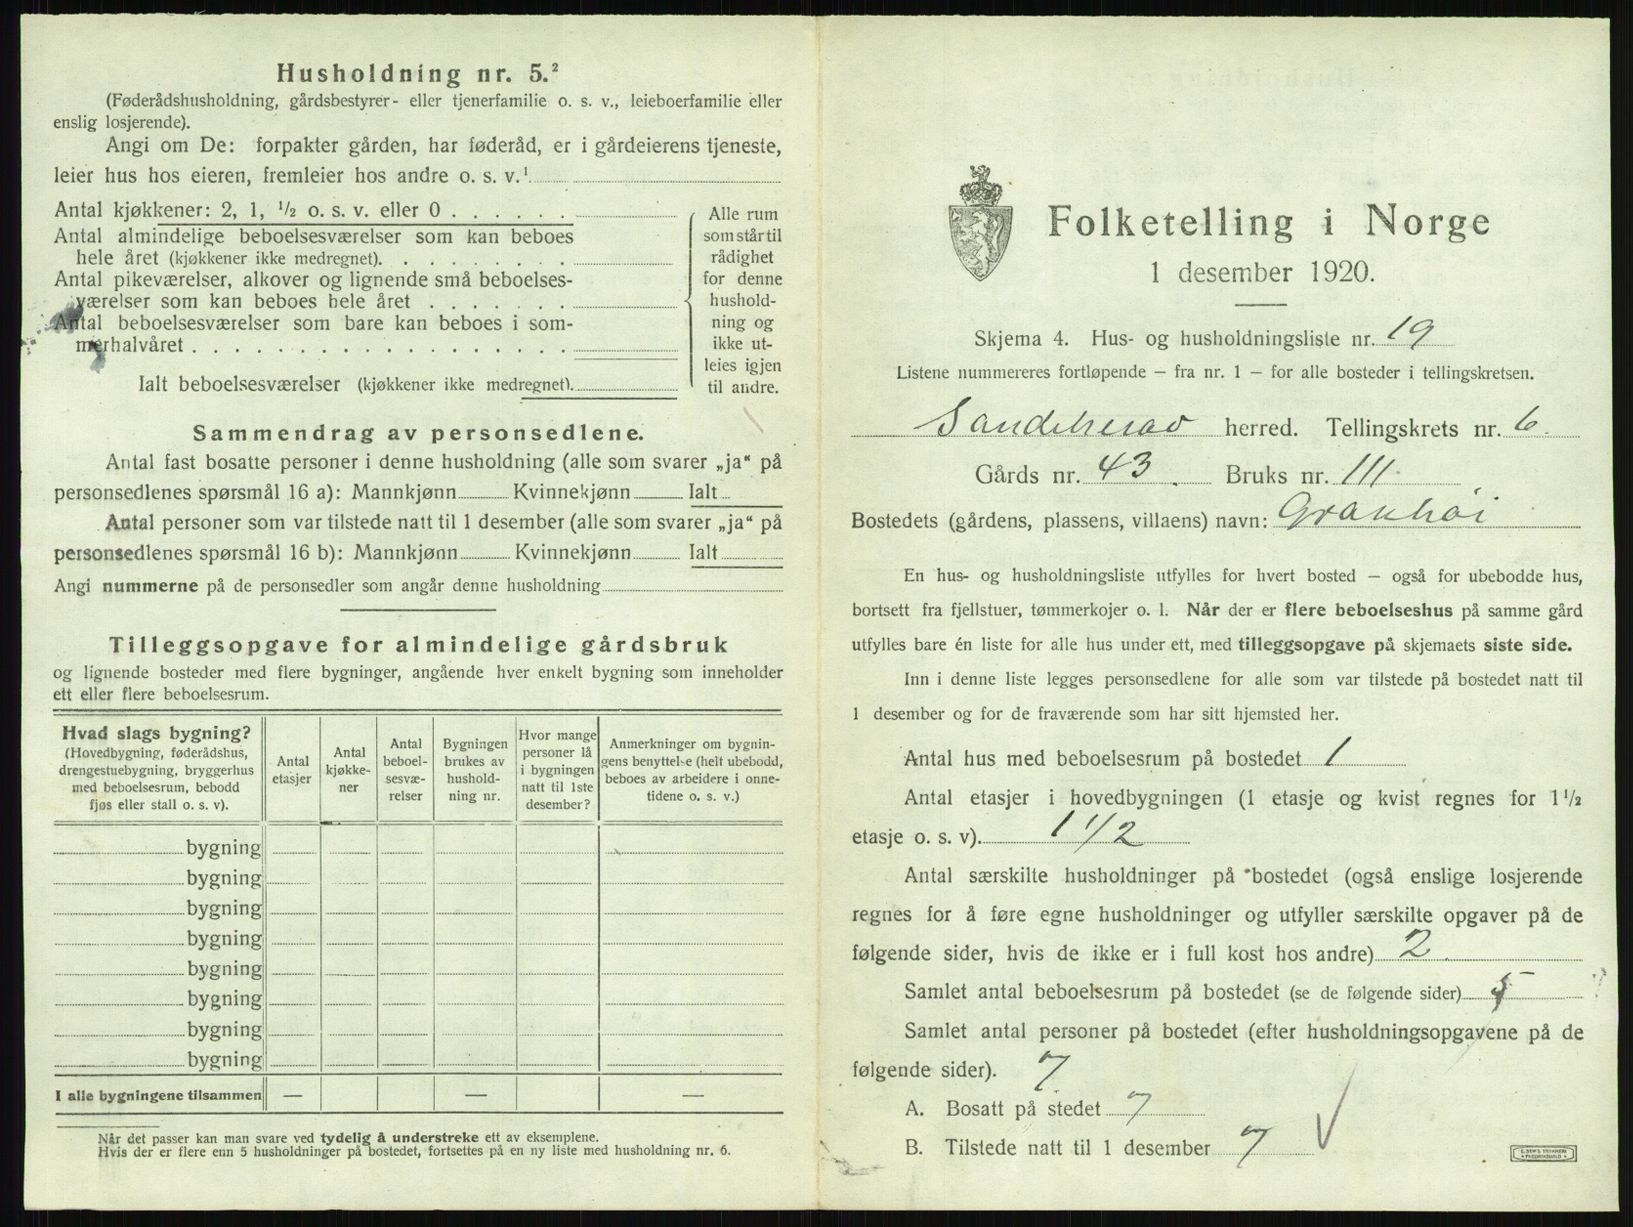 Husholdning nr. 5.²
(Føderådshusholdning, gårdsbestyrer- eller tjenerfamilie o. s. v., leieboerfamilie eller
enslig losjerende).
Angi om De: forpakter gården, har føderåd, er i gårdeierens tjeneste,
leier hus hos eieren, fremleier hos andre o. s. v.¹
Antal kjøkkener: 2, 1, ½ o. s. v. eller 0 . . . . . .
Antal almindelige beboelsesværelser som kan beboes
hele året (kjøkkener ikke medregnet). . . . . . . .
Antal pikeværelser, alkover og lignende små beboelses-
værelser som kan beboes hele året . . . . . . .
Antal beboelsesværelser som bare kan beboes i som-
merhalvåret . . . . . . . . . . . . . . . . . .
Ialt beboelsesværelser (kjøkkener ikke medregnet).
Alle rum
som står til
rådighet
for denne
hushold-
ning og
ikke ut-
leies igjen
til andre.
Sammendrag av personsedlene.
Antal fast bosatte personer i denne husholdning (alle som svarer „ja“ på
personsedlenes spørsmål 16 a): Mannkjønn Kvinnekjønn Ialt
Antal personer som var tilstede natt til 1 desember (alle som svarer „ja“ på
personsedlenes spørsmål 16 b): Mannkjønn Kvinnekjønn Ialt
Angi nummerne på de personsedler som angår denne husholdning
Tilleggsopgave for almindelige gårdsbruk
og lignende bosteder med flere bygninger, angående hver enkelt bygning som inneholder
ett eller flere beboelsesrum.
Hvad slags bygning?
(Hovedbygning, føderådshus,
drengestuebygning, bryggerhus
med beboelsesrum, bebodd
fjøs eller stall o. s. v).
Antal
etasjer
Antal
kjøkke-
ner
Antal
beboel-
sesvæ-
relser
Bygningen
brukes av
hushold-
ning nr.
Hvor mange
personer lå
i bygningen
natt til 1ste
desember?
Anmerkninger om bygnin-
gens benyttelse (helt ubebodd,
beboes av arbeidere i onne-
tidene o. s. v.)
bygning
bygning
bygning
bygning
bygning
bygning
bygning
bygning
I alle bygningene tilsammen — — —
Når det passer kan man svare ved tydelig å understreke ett av eksemplene.
Hvis der er flere enn 5 husholdninger på bostedet, fortsettes på en ny liste med husholdning nr. 6.
Folketelling i Norge
1 desember 1920.
Skjema 4. Hus- og husholdningsliste nr. 19
Listene nummereres fortløpende — fra nr. 1 — for alle bosteder i tellingskretsen.
Sandeherad herred. Tellingskrets nr. 6.
Gårds nr. 43. Bruks nr. 111.
Bostedets (gårdens, plassens, villaens) navn: Granhøi
En hus- og husholdningsliste utfylles for hvert bosted — også for ubebodde hus,
bortsett fra fjellstuer, tømmerkojer o. l. Når der er flere beboelseshus på samme gård
utfylles bare én liste for alle hus under ett, med tilleggsopgave på skjemaets siste side.
Inn i denne liste legges personsedlene for alle som var tilstede på bostedet natt til
1 desember og for de fraværende som har sitt hjemsted her.
Antal hus med beboelsesrum på bostedet 1
Antal etasjer i hovedbygningen (1 etasje og kvist regnes for 1½
etasje o. s. v). 1 1/2
Antal særskilte husholdninger på bostedet (også enslige losjerende
regnes for å føre egne husholdninger og utfyller særskilte opgaver på de
følgende sider, hvis de ikke er i full kost hos andre) 2
Samlet antal beboelsesrum på bostedet (se de følgende sider) 5
Samlet antal personer på bostedet (efter husholdningsopgavene på de
følgende sider). 7
A. Bosatt på stedet 7
B. Tilstede natt til 1 desember 7